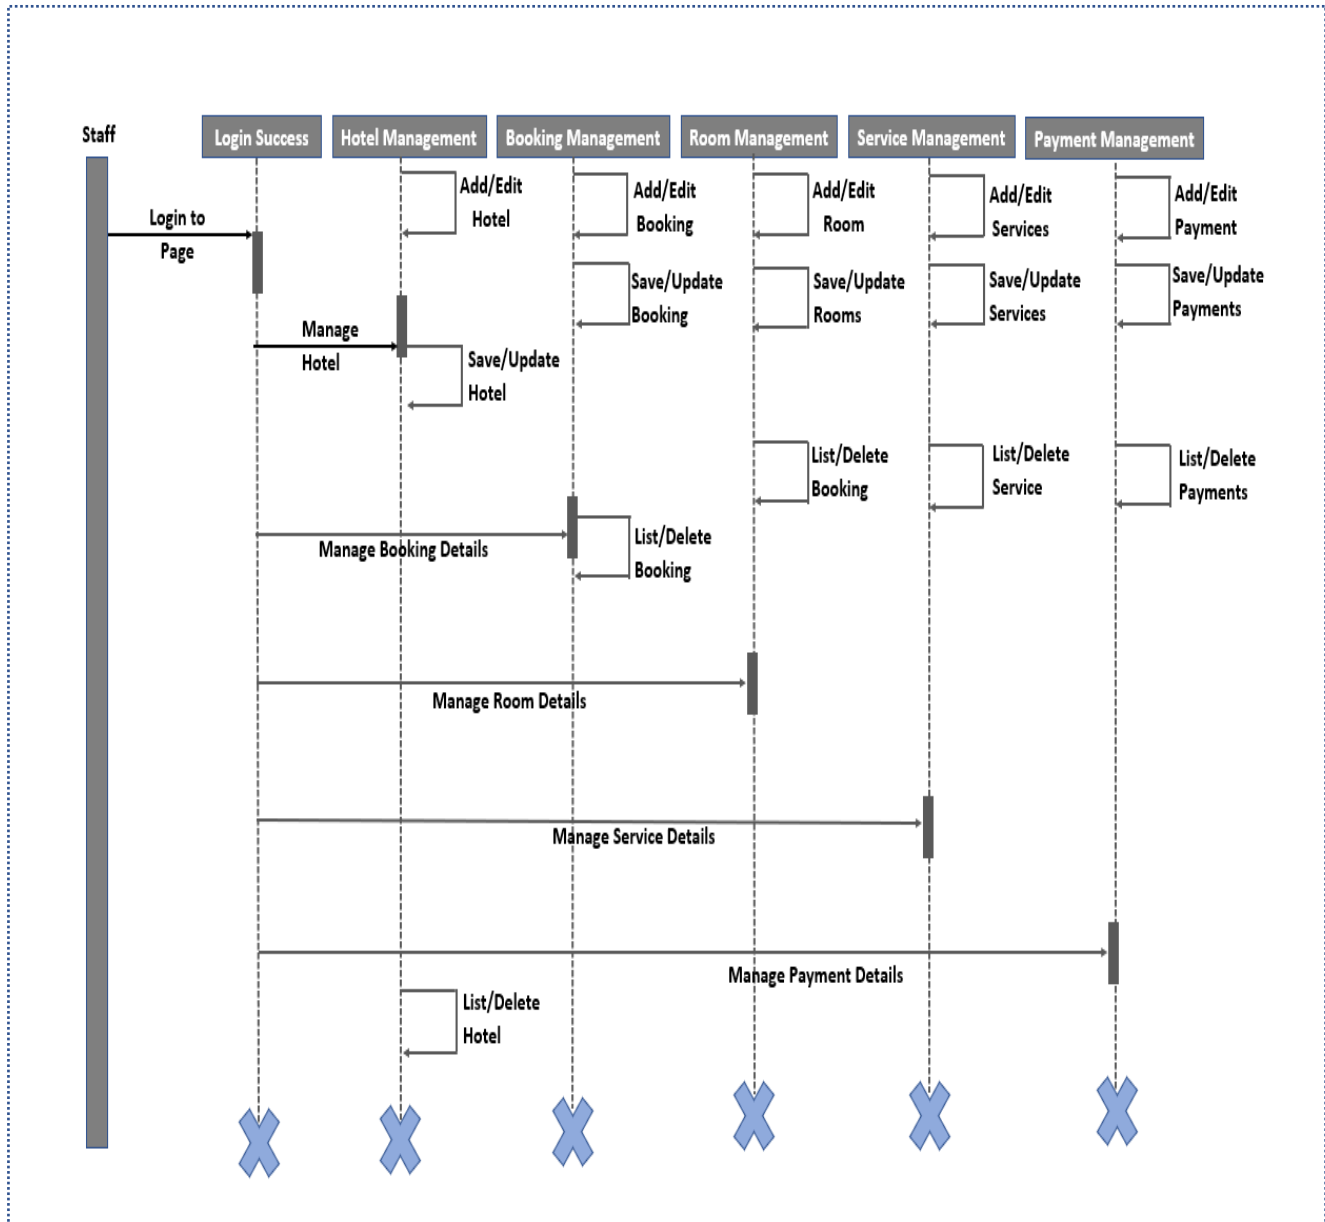 Staff
Login Success
Hotel Management
Booking Management
Room Management
Service Management
Payment Management
Add/Edit
Hotel
Add/Edit
Booking
Add/Edit
Room
Add/Edit
Services
Add/Edit
Payment
Login to
Page
Save/Update
Booking
Save/Update
Rooms
Save/Update
Services
Save/Update
Payments
Manage
Hotel
Save/Update
Hotel
List/Delete
Booking
List/Delete
Service
List/Delete
Payments
Manage Booking Details
List/Delete
Booking
Manage Room Details
Manage Service Details
Manage Payment Details
List/Delete
Hotel